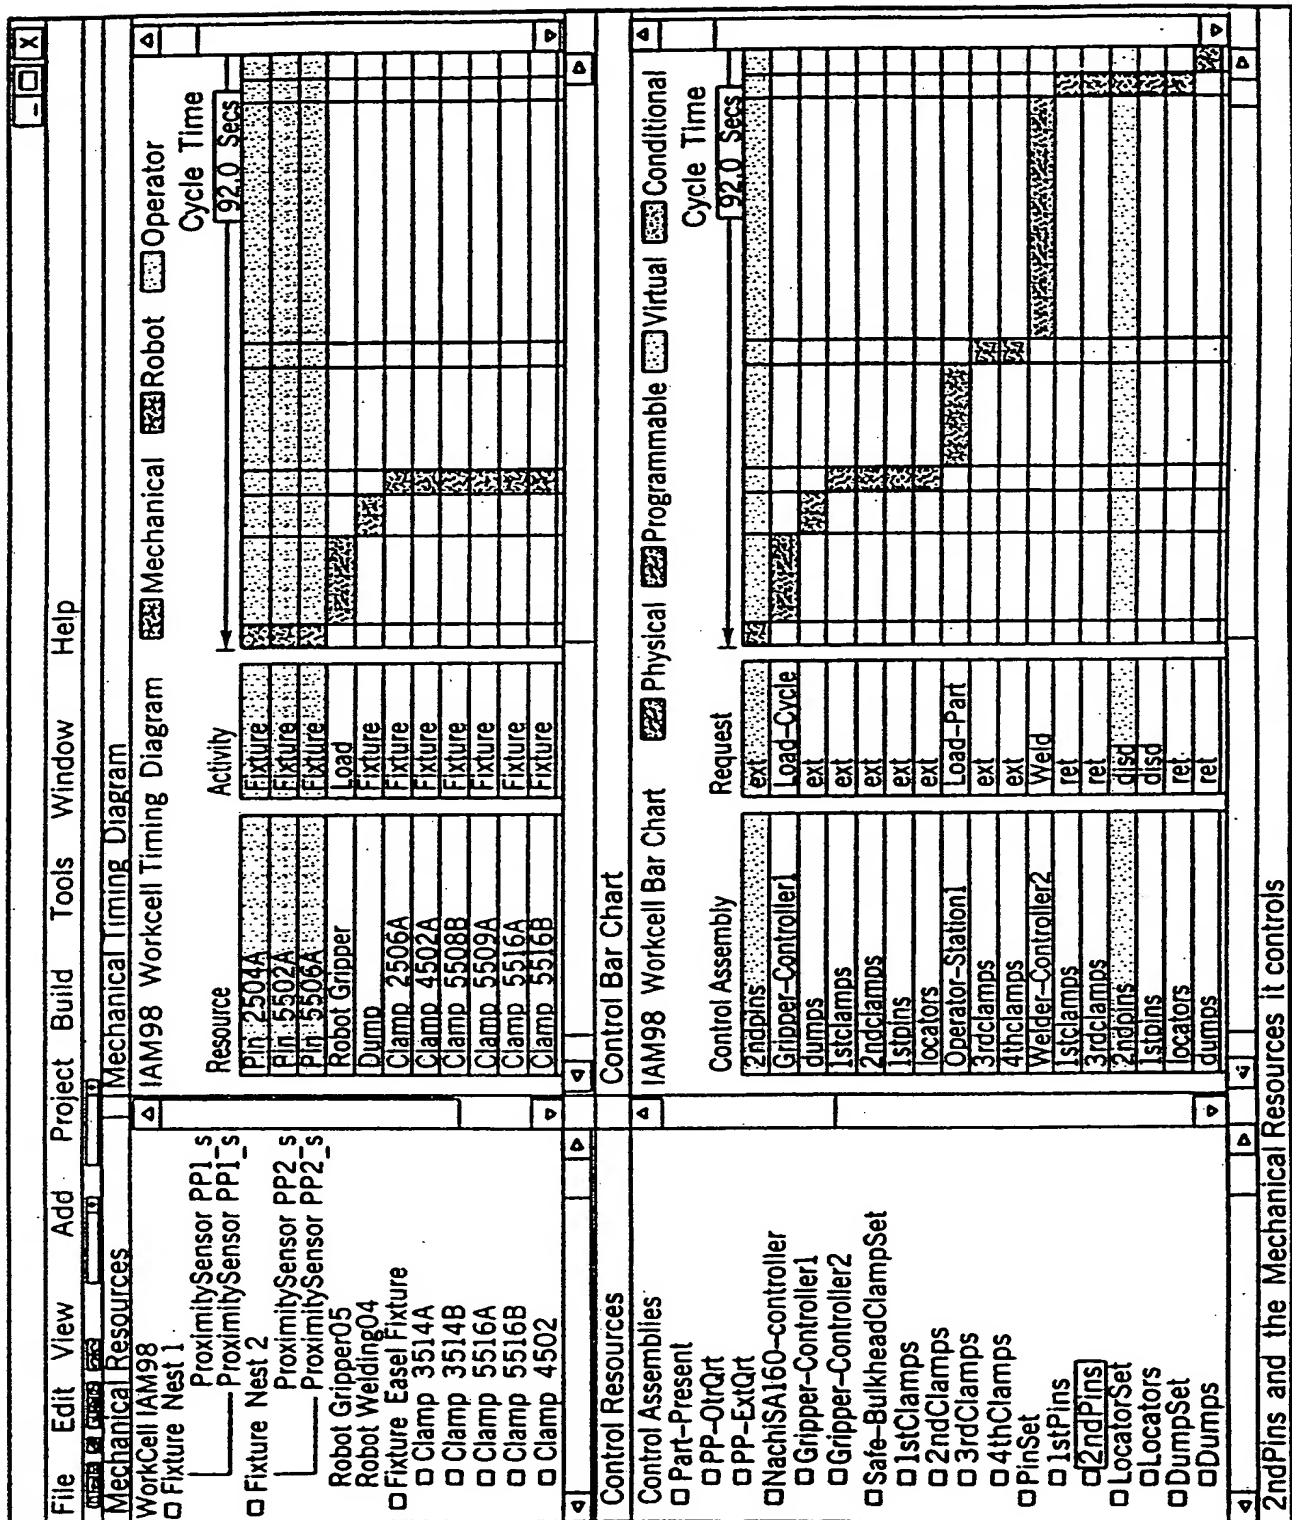 File Edit View Add Project Build Tools Window Help
Mechanical Resources
WorkCell IAM98
Fixture Nest 1
ProximitySensor PP1_s
ProximitySensor PP1_s
Fixture Nest 2
ProximitySensor PP2_s
ProximitySensor PP2_s
Robot Gripper05
Robot Welding04
Fixture Easel Fixture
Clamp 3514A
Clamp 3514B
Clamp 5516A
Clamp 5516B
Clamp 4502
Mechanical Timing Diagram
IAM98 Workcell Timing Diagram Mechanical Robot Operator
Resource Activity Cycle Time
92.0 Secs
Pin 2504A Fixture
Pin 5502A Fixture
Pin 5506A Fixture
Robot Gripper Load
Dump Fixture
Clamp 2506A Fixture
Clamp 4502A Fixture
Clamp 5508B Fixture
Clamp 5509A Fixture
Clamp 5516A Fixture
Clamp 5516B Fixture
Control Resources
Control Assemblies
Part-Present
PP-OtrQrt
PP-ExtQrt
NachiSA160-controller
Gripper-Controller1
Gripper-Controller2
Safe-BulkheadClampSet
1stClamps
2ndClamps
3rdClamps
4thClamps
PinSet
1stPins
2ndPins
LocatorSet
Locators
DumpSet
Dumps
Control Bar Chart
IAM98 Workcell Bar Chart Physical Programmable Virtual Conditional
Control Assembly Request Cycle Time
92.0 Secs
2ndpins ext
Gripper-Controller1 Load-Cycle
dumps ext
1stclamps ext
2ndclamps ext
1stpins ext
locators ext
Operator-Station1 Load-Part
3rdclamps ext
4thclamps ext
Welder-Controller2 Weld
1stclamps ret
3rdclamps ret
2ndpins disd
1stpins disd
locators ret
dumps ret
2ndPins and the Mechanical Resources it controls